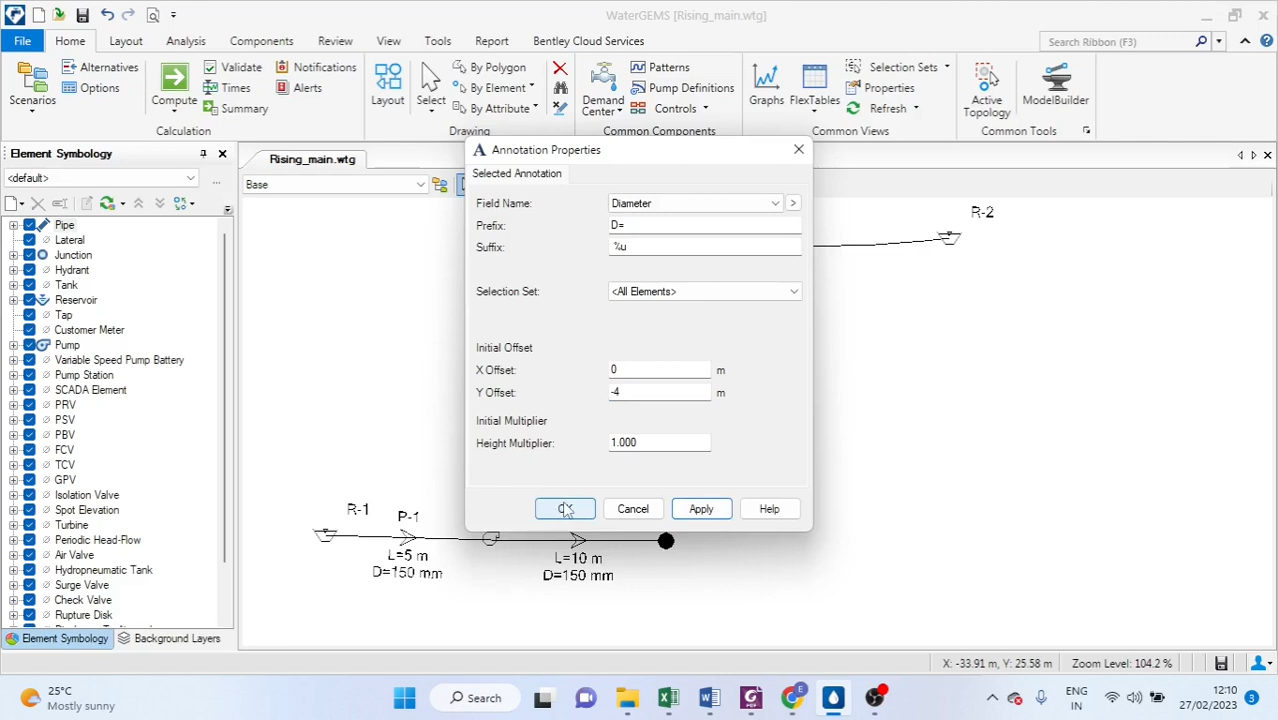 WaterGEMS [Rising_main.wtg]
File Home Layout Analysis Components Review View Tools Report Bentley Cloud Services
Search Ribbon (F3)
Scenarios
Alternatives
Options
Compute
Validate
Times
Summary
Notifications
Alerts
Calculation
Layout
Select
By Polygon
By Element
By Attribute
Drawing
Demand Center
Patterns
Pump Definitions
Controls
Common Components
Graphs
FlexTables
Selection Sets
Properties
Refresh
Common Views
Active Topology
ModelBuilder
Common Tools
Element Symbology
<default>
...
Pipe
Lateral
Junction
Hydrant
Tank
Reservoir
Tap
Customer Meter
Pump
Variable Speed Pump Battery
Pump Station
SCADA Element
PRV
PSV
PBV
FCV
TCV
GPV
Isolation Valve
Spot Elevation
Turbine
Periodic Head-Flow
Air Valve
Hydropneumatic Tank
Surge Valve
Check Valve
Rupture Disk
Element Symbology
Background Layers
Rising_main.wtg
Base
Annotation Properties
Selected Annotation
Field Name: Diameter >
Prefix: D=
Suffix: %u
Selection Set: <All Elements>
Initial Offset
X Offset: 0 m
Y Offset: -4 m
Initial Multiplier
Height Multiplier: 1.000
Cancel
Apply
Help
R-2
R-1
P-1
L=5 m
D=150 mm
L=10 m
D=150 mm
X: -33.91 m, Y: 25.58 m
Zoom Level: 104.2 %
25°C
Mostly sunny
Search
ENG
IN
12:10
27/02/2023
3